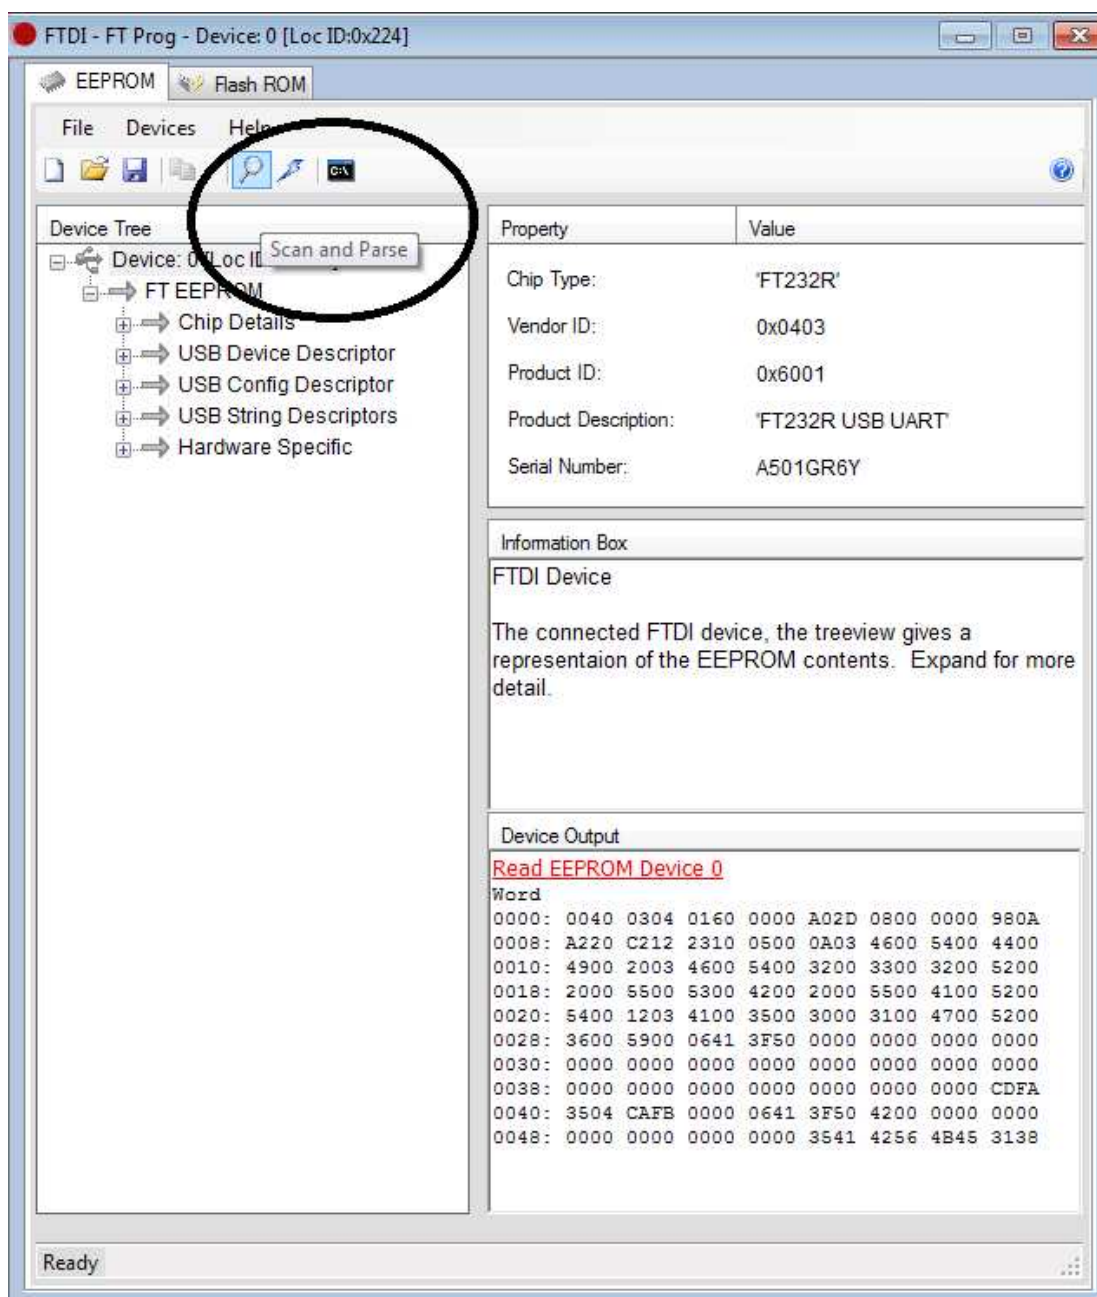 FTDI - FT Prog - Device: 0 [Loc ID:0x224]
EEPROM Flash ROM
File Devices Help
C:\
Device Tree
Scan and Parse
Device: 0 [Loc ID
FT EEPROM
Chip Details
USB Device Descriptor
USB Config Descriptor
USB String Descriptors
Hardware Specific
Property Value
Chip Type: 'FT232R'
Vendor ID: 0x0403
Product ID: 0x6001
Product Description: 'FT232R USB UART'
Serial Number: A501GR6Y
Information Box
FTDI Device
The connected FTDI device, the treeview gives a
representaion of the EEPROM contents. Expand for more
detail.
Device Output
Read EEPROM Device 0
Word
0000: 0040 0304 0160 0000 A02D 0800 0000 980A
0008: A220 C212 2310 0500 0A03 4600 5400 4400
0010: 4900 2003 4600 5400 3200 3300 3200 5200
0018: 2000 5500 5300 4200 2000 5500 4100 5200
0020: 5400 1203 4100 3500 3000 3100 4700 5200
0028: 3600 5900 0641 3F50 0000 0000 0000 0000
0030: 0000 0000 0000 0000 0000 0000 0000 0000
0038: 0000 0000 0000 0000 0000 0000 0000 CDFA
0040: 3504 CAFB 0000 0641 3F50 4200 0000 0000
0048: 0000 0000 0000 0000 3541 4256 4B45 3138
Ready